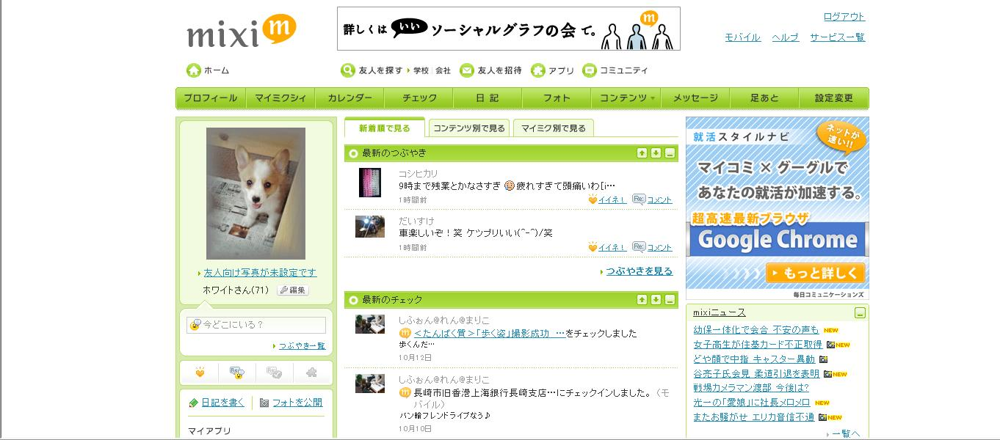 mixi m
詳しくは いい ソーシャルグラフの会 で。
m
ログアウト
モバイル ヘルプ サービス一覧
ホーム
友人を探す 学校 会社 友人を招待 アプリ コミュニティ
プロフィール マイミクシィ カレンダー チェック 日記 フォト コンテンツ メッセージ 足あと 設定変更
友人向け写真が未設定です
ホワイトさん(71) 編集
今どこにいる？
つぶやき一覧
日記を書く フォトを公開
マイアプリ
新着順で見る コンテンツ別で見る マイミク別で見る
最新のつぶやき
コシヒカリ
9時まで残業とかなさすぎ 疲れすぎて頭痛いわ[i…
1時間前 イイネ！ Re: コメント
だいすけ
車楽しいぞ！笑 ケツプリいい(^-^)/笑
1時間前 イイネ！ Re: コメント
つぶやきを見る
最新のチェック
しふぉん@れん@まりこ
＜たんぱく質＞「歩く姿」撮影成功 …をチェックしました
歩くんだ…
10月12日
しふぉん@れん@まりこ
長崎市旧香港上海銀行長崎支店…にチェックインしました。（モ
バイル）
バン輪フレンドライブなう♪
10月10日
就活スタイルナビ
ネットが
速い!!
マイコミ × グーグルで
あなたの就活が加速する。
超高速最新ブラウザ
Google Chrome
もっと詳しく
毎日コミュニケーションズ
mixiニュース
幼保一体化で会合 不安の声も NEW
女子高生が住基カード不正取得 NEW
どや顔で中指 キャスター異動
谷亮子氏会見 柔道引退を表明 NEW
戦場カメラマン渡部 今後は?
光一の「愛娘」に社長メロメロ NEW
またお騒がせ エリカ音信不通 NEW
一覧へ